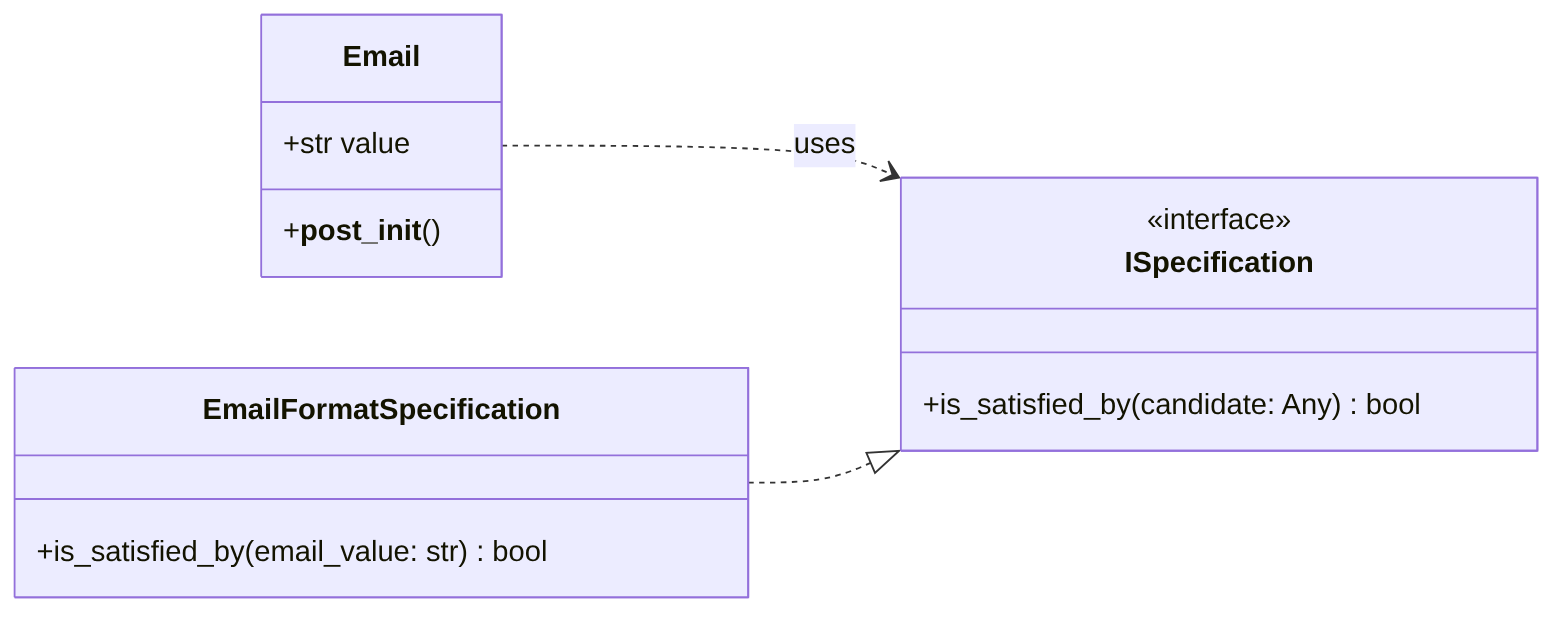 Email
+str value
+post_init()
uses
«interface»
ISpecification
+is_satisfied_by(candidate: Any) : bool
EmailFormatSpecification
+is_satisfied_by(email_value: str) : bool